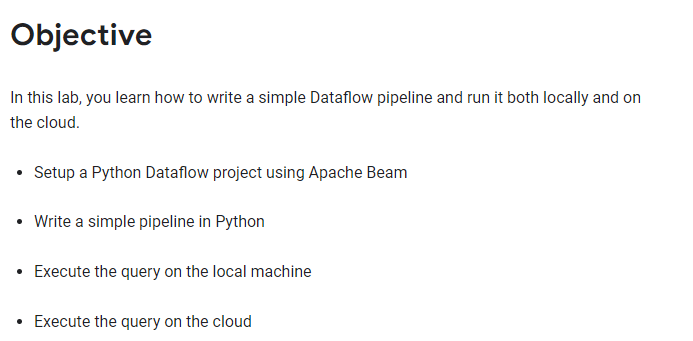 Objective
In this lab, you learn how to write a simple Dataflow pipeline and run it both locally and on
the cloud.
• Setup a Python Dataflow project using Apache Beam
• Write a simple pipeline in Python
• Execute the query on the local machine
• Execute the query on the cloud